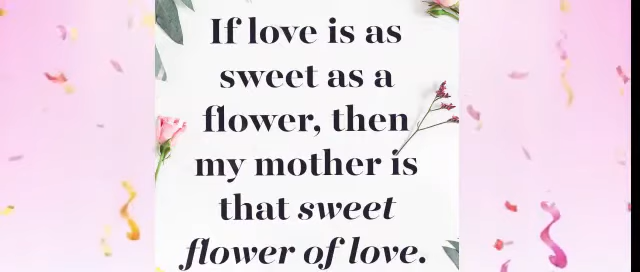 If love is as
sweet as a
flower, then
my mother is
that sweet
flower of love.